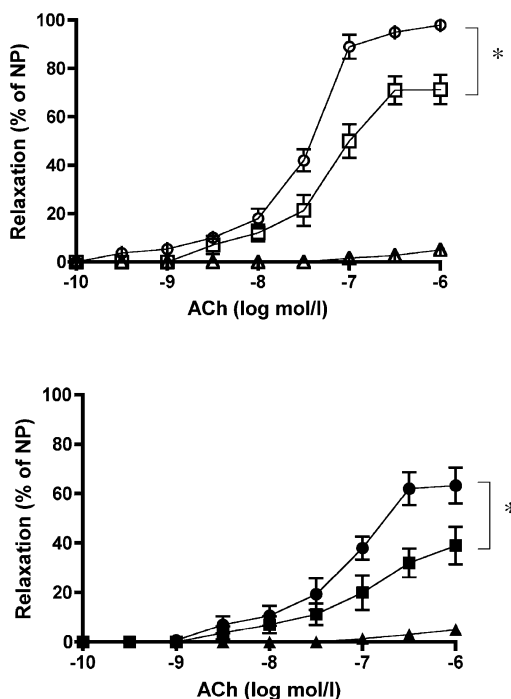 100
80
60
40
20
0
Relaxation (% of NP)
*
-10 -9 -8 -7 -6
ACh (log mol/l)
100
80
60
40
20
0
Relaxation (% of NP)
*
-10 -9 -8 -7 -6
ACh (log mol/l)